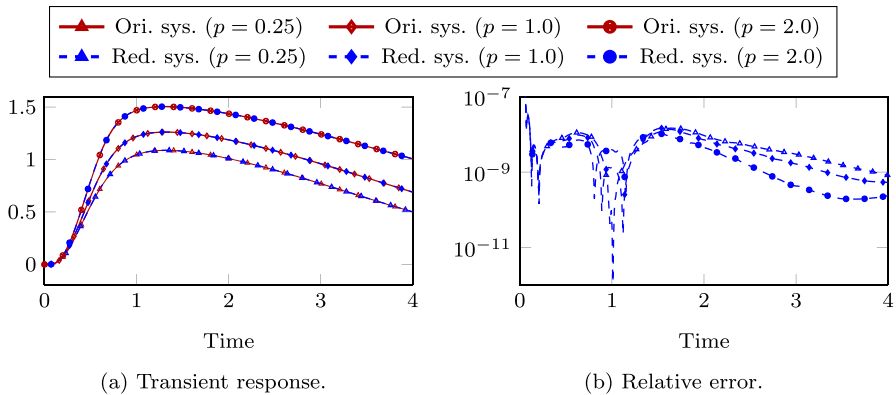 Ori. sys. (p = 0.25) Ori. sys. (p = 1.0) Ori. sys. (p = 2.0)
Red. sys. (p = 0.25) Red. sys. (p = 1.0) Red. sys. (p = 2.0)
1.5
1
0.5
0
0 1 2 3 4
Time
(a) Transient response.
10^{-7}
10^{-9}
10^{-11}
0 1 2 3 4
Time
(b) Relative error.